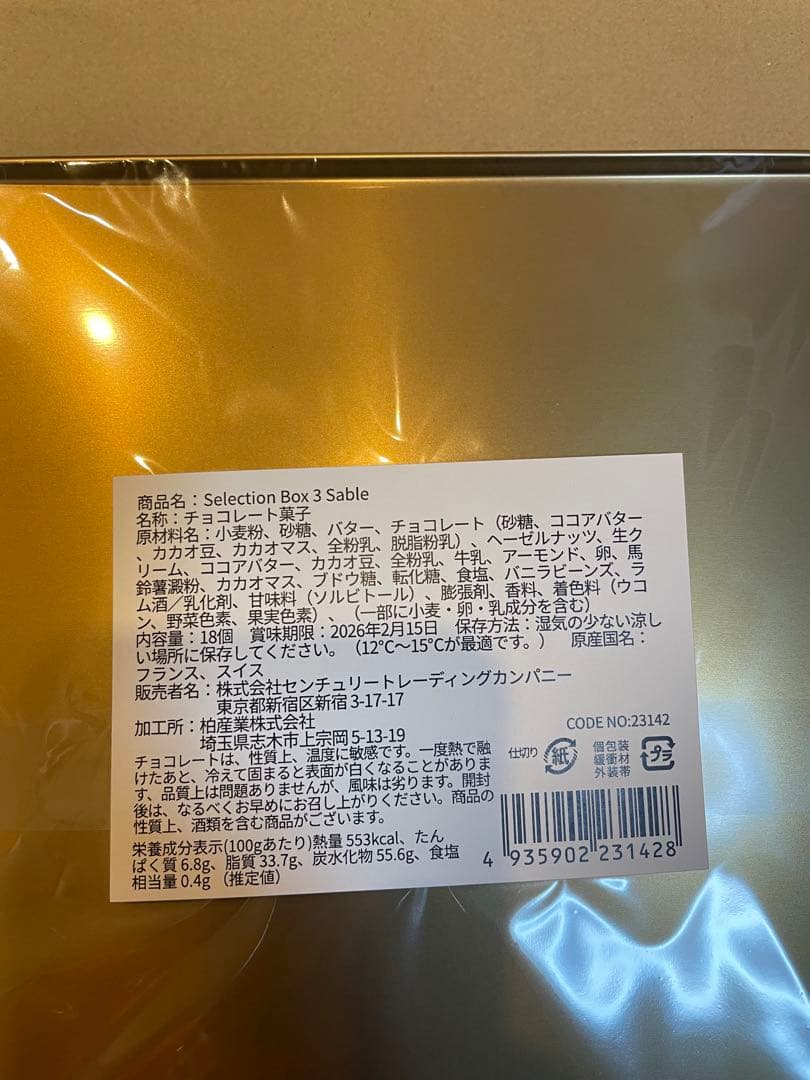 商品名：Selection Box 3 Sable
名称：チョコレート菓子
原材料名：小麦粉、砂糖、バター、チョコレート（砂糖、ココアバター
、カカオ豆、カカオマス、全粉乳、脱脂粉乳）、ヘーゼルナッツ、生ク
リーム、ココアバター、カカオ豆、全粉乳、牛乳、アーモンド、卵、馬
鈴薯澱粉、カカオマス、ブドウ糖、転化糖、食塩、バニラビーンズ、ラ
ム酒／乳化剤、甘味料（ソルビトール）、膨張剤、香料、着色料（ウコ
ン、野菜色素、果実色素）、（一部に小麦・卵・乳成分を含む）
内容量：18個　賞味期限：2026年2月15日　保存方法：湿気の少ない涼し
い場所に保存してください。（12℃～15℃が最適です。）　原産国名：
フランス、スイス
販売者名：株式会社センチュリートレーディングカンパニー
東京都新宿区新宿 3-17-17
加工所：柏産業株式会社
埼玉県志木市上宗岡 5-13-19
CODE NO:23142
チョコレートは、性質上、温度に敏感です。一度熱で融
けたあと、冷えて固まると表面が白くなることがありま
す、品質上は問題ありませんが、風味は劣ります。開封
後は、なるべくお早めにお召し上がりください。商品の
性質上、酒類を含む商品がございます。
仕切り 紙
個包装
緩衝材
外装帯
プラ
栄養成分表示(100gあたり)熱量 553kcal、たん
ぱく質 6.8g、脂質 33.7g、炭水化物 55.6g、食塩
相当量 0.4g （推定値）
4 935902 231428